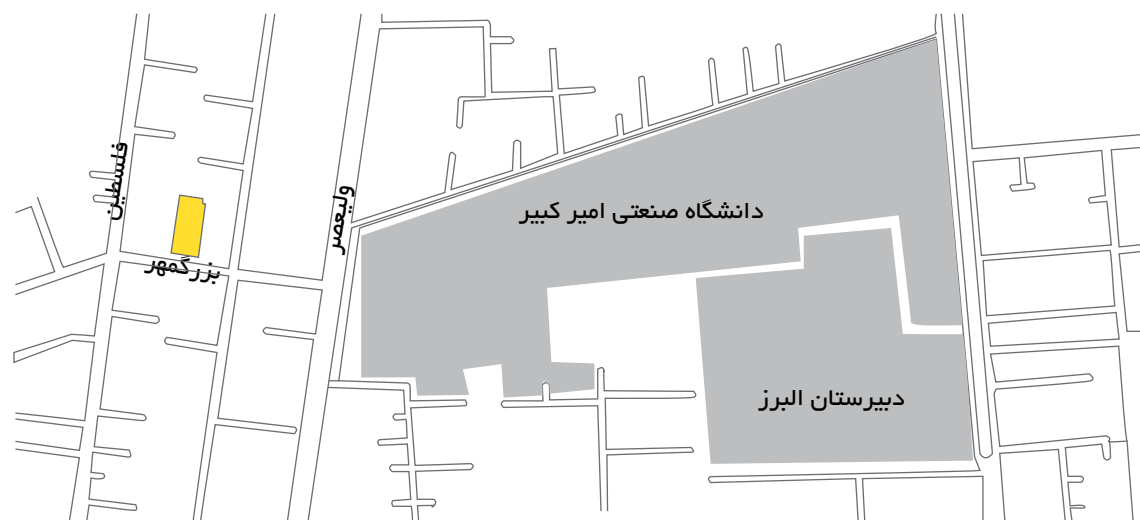 فلسطین
ولیعصر
دانشگاه صنعتی امیر کبیر
بزرگمهر
دبیرستان البرز